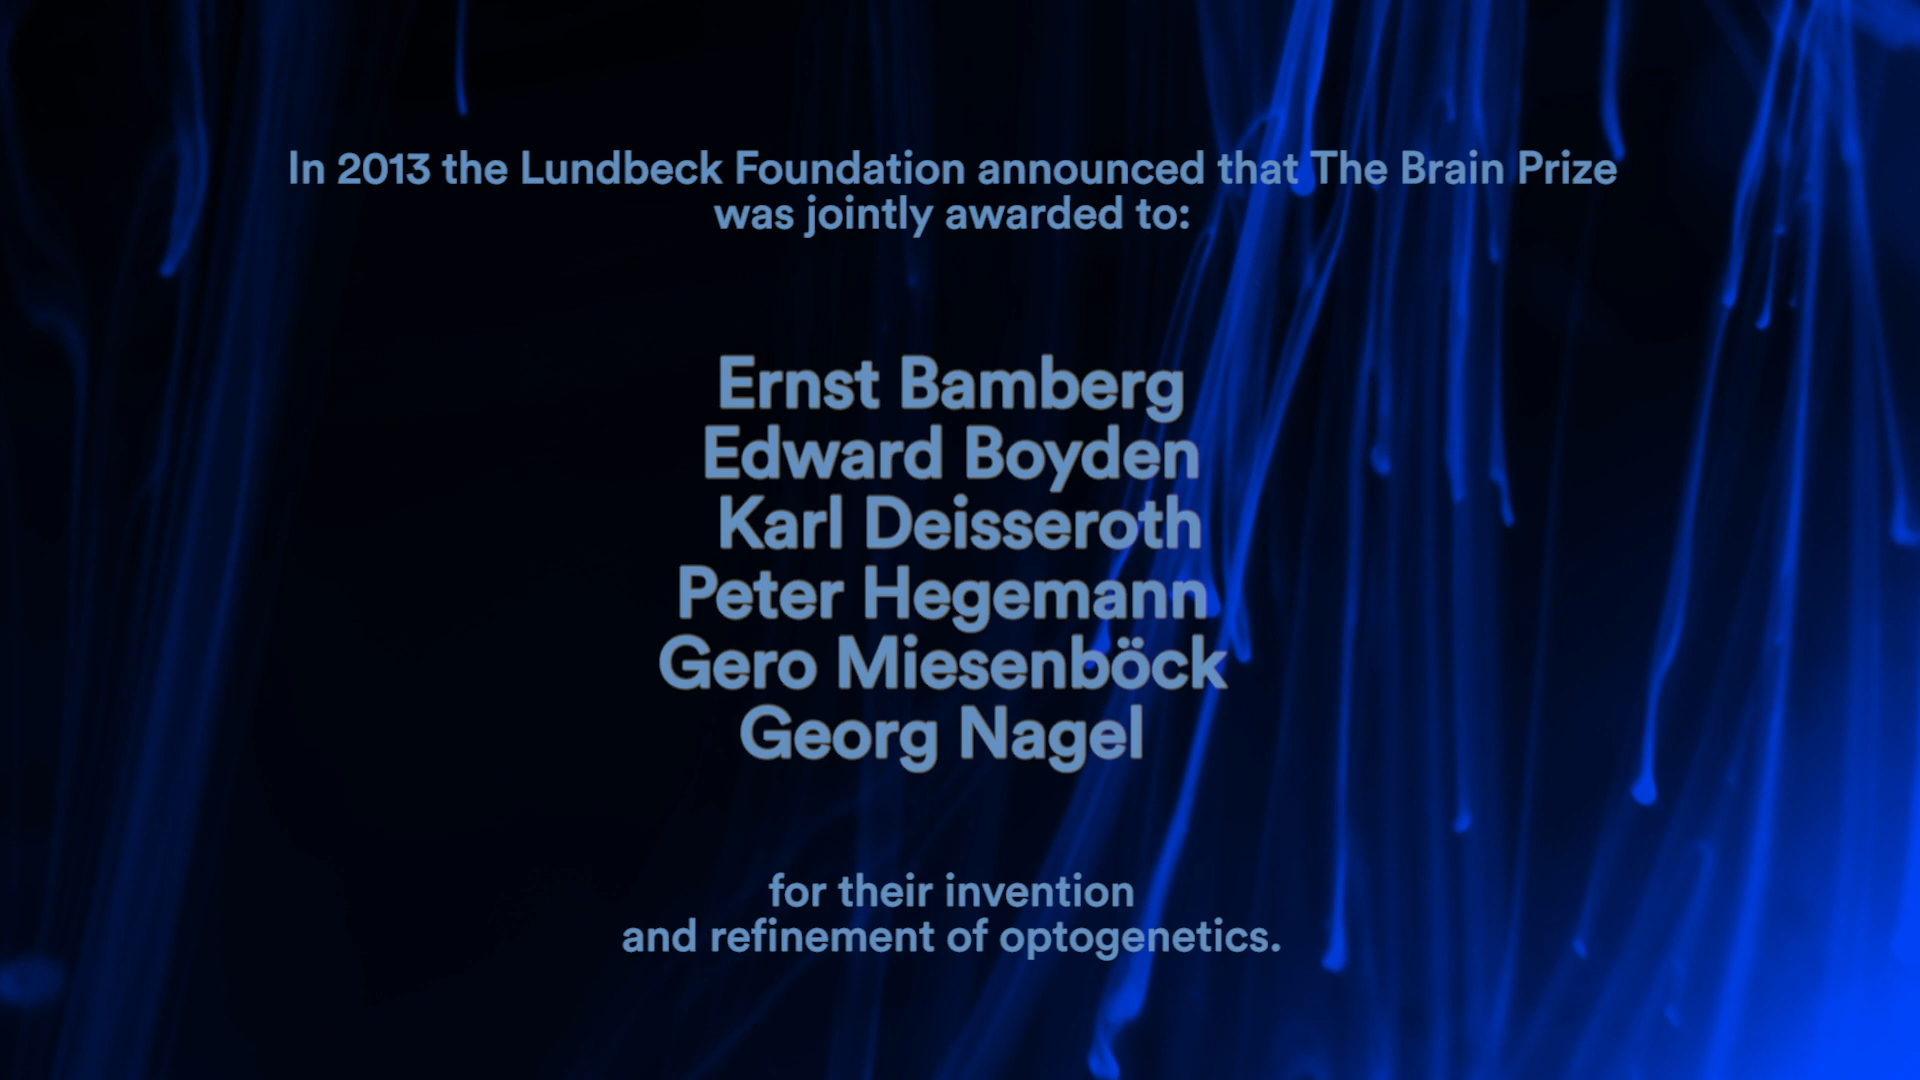 In 2013 the Lundbeck Foundation announced that The Brain Prize
was jointly awarded to:
Ernst Bamberg
Edward Boyden
Karl Deisseroth
Peter Hegemann
Gero Miesenböck
Georg Nagel
for their invention
and refinement of optogenetics.